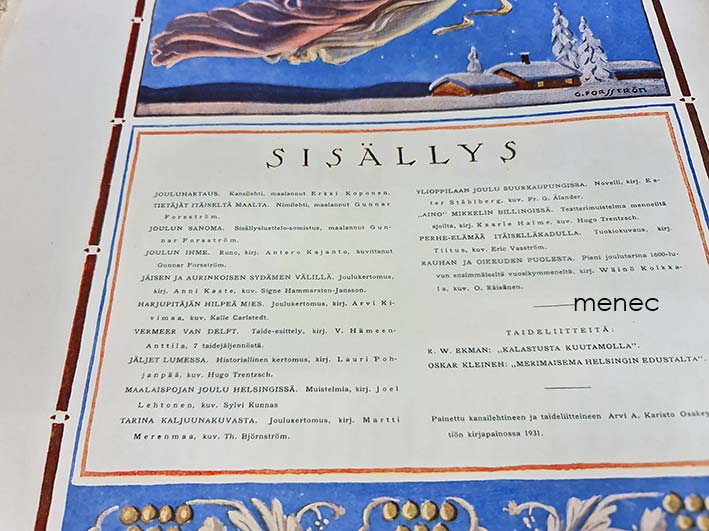 G. FORSSTRÖM
SISÄLLYS
JOULUHARTAUS. Kansilehti, maalannut Erkki Koponen.
TIETÄJÄT ITÄISELTÄ MAALTA. Nimilehti, maalannut Gunnar
Forsström.
JOULUN SANOMA. Sisällysluettelo-somistus, maalannut Gun-
nar Forsström.
JOULUN IHME. Runo, kirj. Antero Kajanto, kuvittanut
Gunnar Forsström.
JÄISEN JA AURINKOISEN SYDÄMEN VÄLILLÄ. Joulukertomus,
kirj. Anni Kaste, kuv. Signe Hammarsten-Jansson.
HARJUPITÄJÄN HILPEÄ MIES. Joulukertomus, kirj. Arvi Ki-
vimaa, kuv. Kalle Carlstedt.
VERMEER VAN DELFT. Taide-esittely, kirj. V. Hämeen-
Anttila, 7 taidejäljennöstä.
JÄLJET LUMESSA. Historiallinen kertomus, kirj. Lauri Poh-
janpää, kuv. Hugo Trentzsch.
MAALAISPOJAN JOULU HELSINGISSÄ. Muistelmia, kirj. Joel
Lehtonen, kuv. Sylvi Kunnas
TARINA KALJUUNAKUVASTA. Joulukertomus, kirj. Martti
Merenmaa, kuv. Th. Björnström.
YLIOPPILAAN JOULU SUURKAUPUNGISSA. Novelli, kirj. Es-
ter Ståhlberg, kuv. Fr. G. Ålander.
„AINO" MIKKELIN BILLINGISSÄ. Teatterimuistelma menneiltä
ajoilta, kirj. Kaarle Halme, kuv. Hugo Trentzsch.
PERHE-ELÄMÄÄ ITÄISELLÄKADULLA. Tuokiokuvaus, kirj.
Tiitus, kuv. Eric Vasström.
RAUHAN JA OIKEUDEN PUOLESTA. Pieni joulutarina 1600-lu-
vun ensimmäiseltä vuosikymmeneltä, kirj. Wäinö Kolkka-
la, kuv. O. Räisänen.
menec
TAIDELIITTEITÄ:
R. W. EKMAN: „KALASTUSTA KUUTAMOLLA".
OSKAR KLEINEH: „MERIMAISEMA HELSINGIN EDUSTALTA".
Painettu kansilehtineen ja taideliitteineen Arvi A. Karisto Osakey
tiön kirjapainossa 1931.